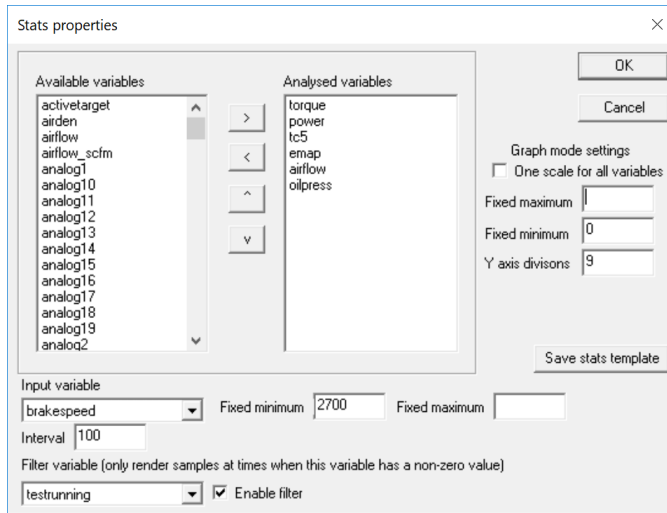 Stats properties
OK
Cancel
Available variables
activetarget
airden
airflow
airflow_scfm
analog1
analog10
analog11
analog12
analog13
analog14
analog15
analog16
analog17
analog18
analog19
analog2
>
<
^
v
Analysed variables
torque
power
tc5
emap
airflow
oilpress
Graph mode settings
One scale for all variables
Fixed maximum
Fixed minimum 0
Y axis divisons 9
Save stats template
Input variable
brakespeed Fixed minimum 2700 Fixed maximum
Interval 100
Filter variable (only render samples at times when this variable has a non-zero value)
testrunning Enable filter